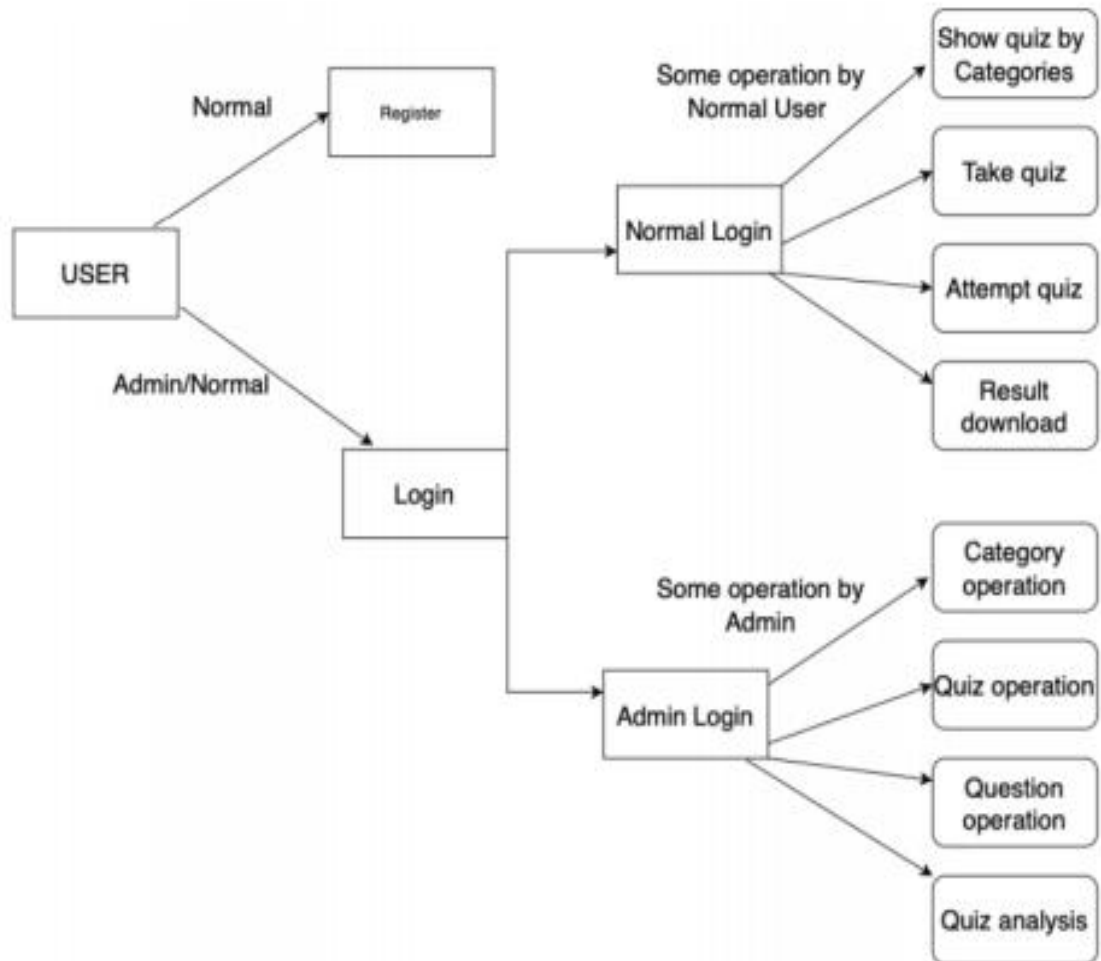 Show quiz by
Categories
Some operation by
Normal User
Normal
Register
Take quiz
Normal Login
USER
Attempt quiz
Admin/Normal
Result
download
Login
Category
operation
Some operation by
Admin
Quiz operation
Admin Login
Question
operation
Quiz analysis